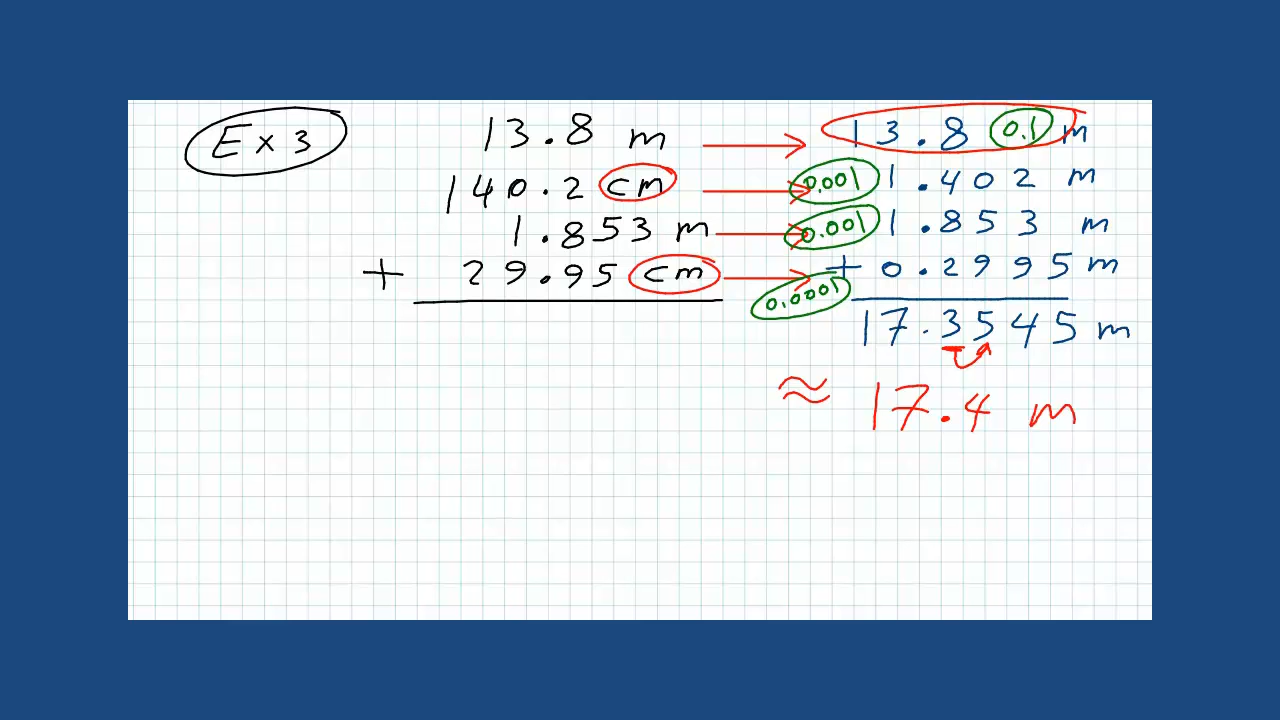 Ex 3
13.8 m 13.8 0.1 m
140.2 cm 0.001 1.402 m
1.853 m 0.001 1.853 m
+ 29.95 cm + 0.2995 m
0.0001
17.3545 m
≈ 17.4 m